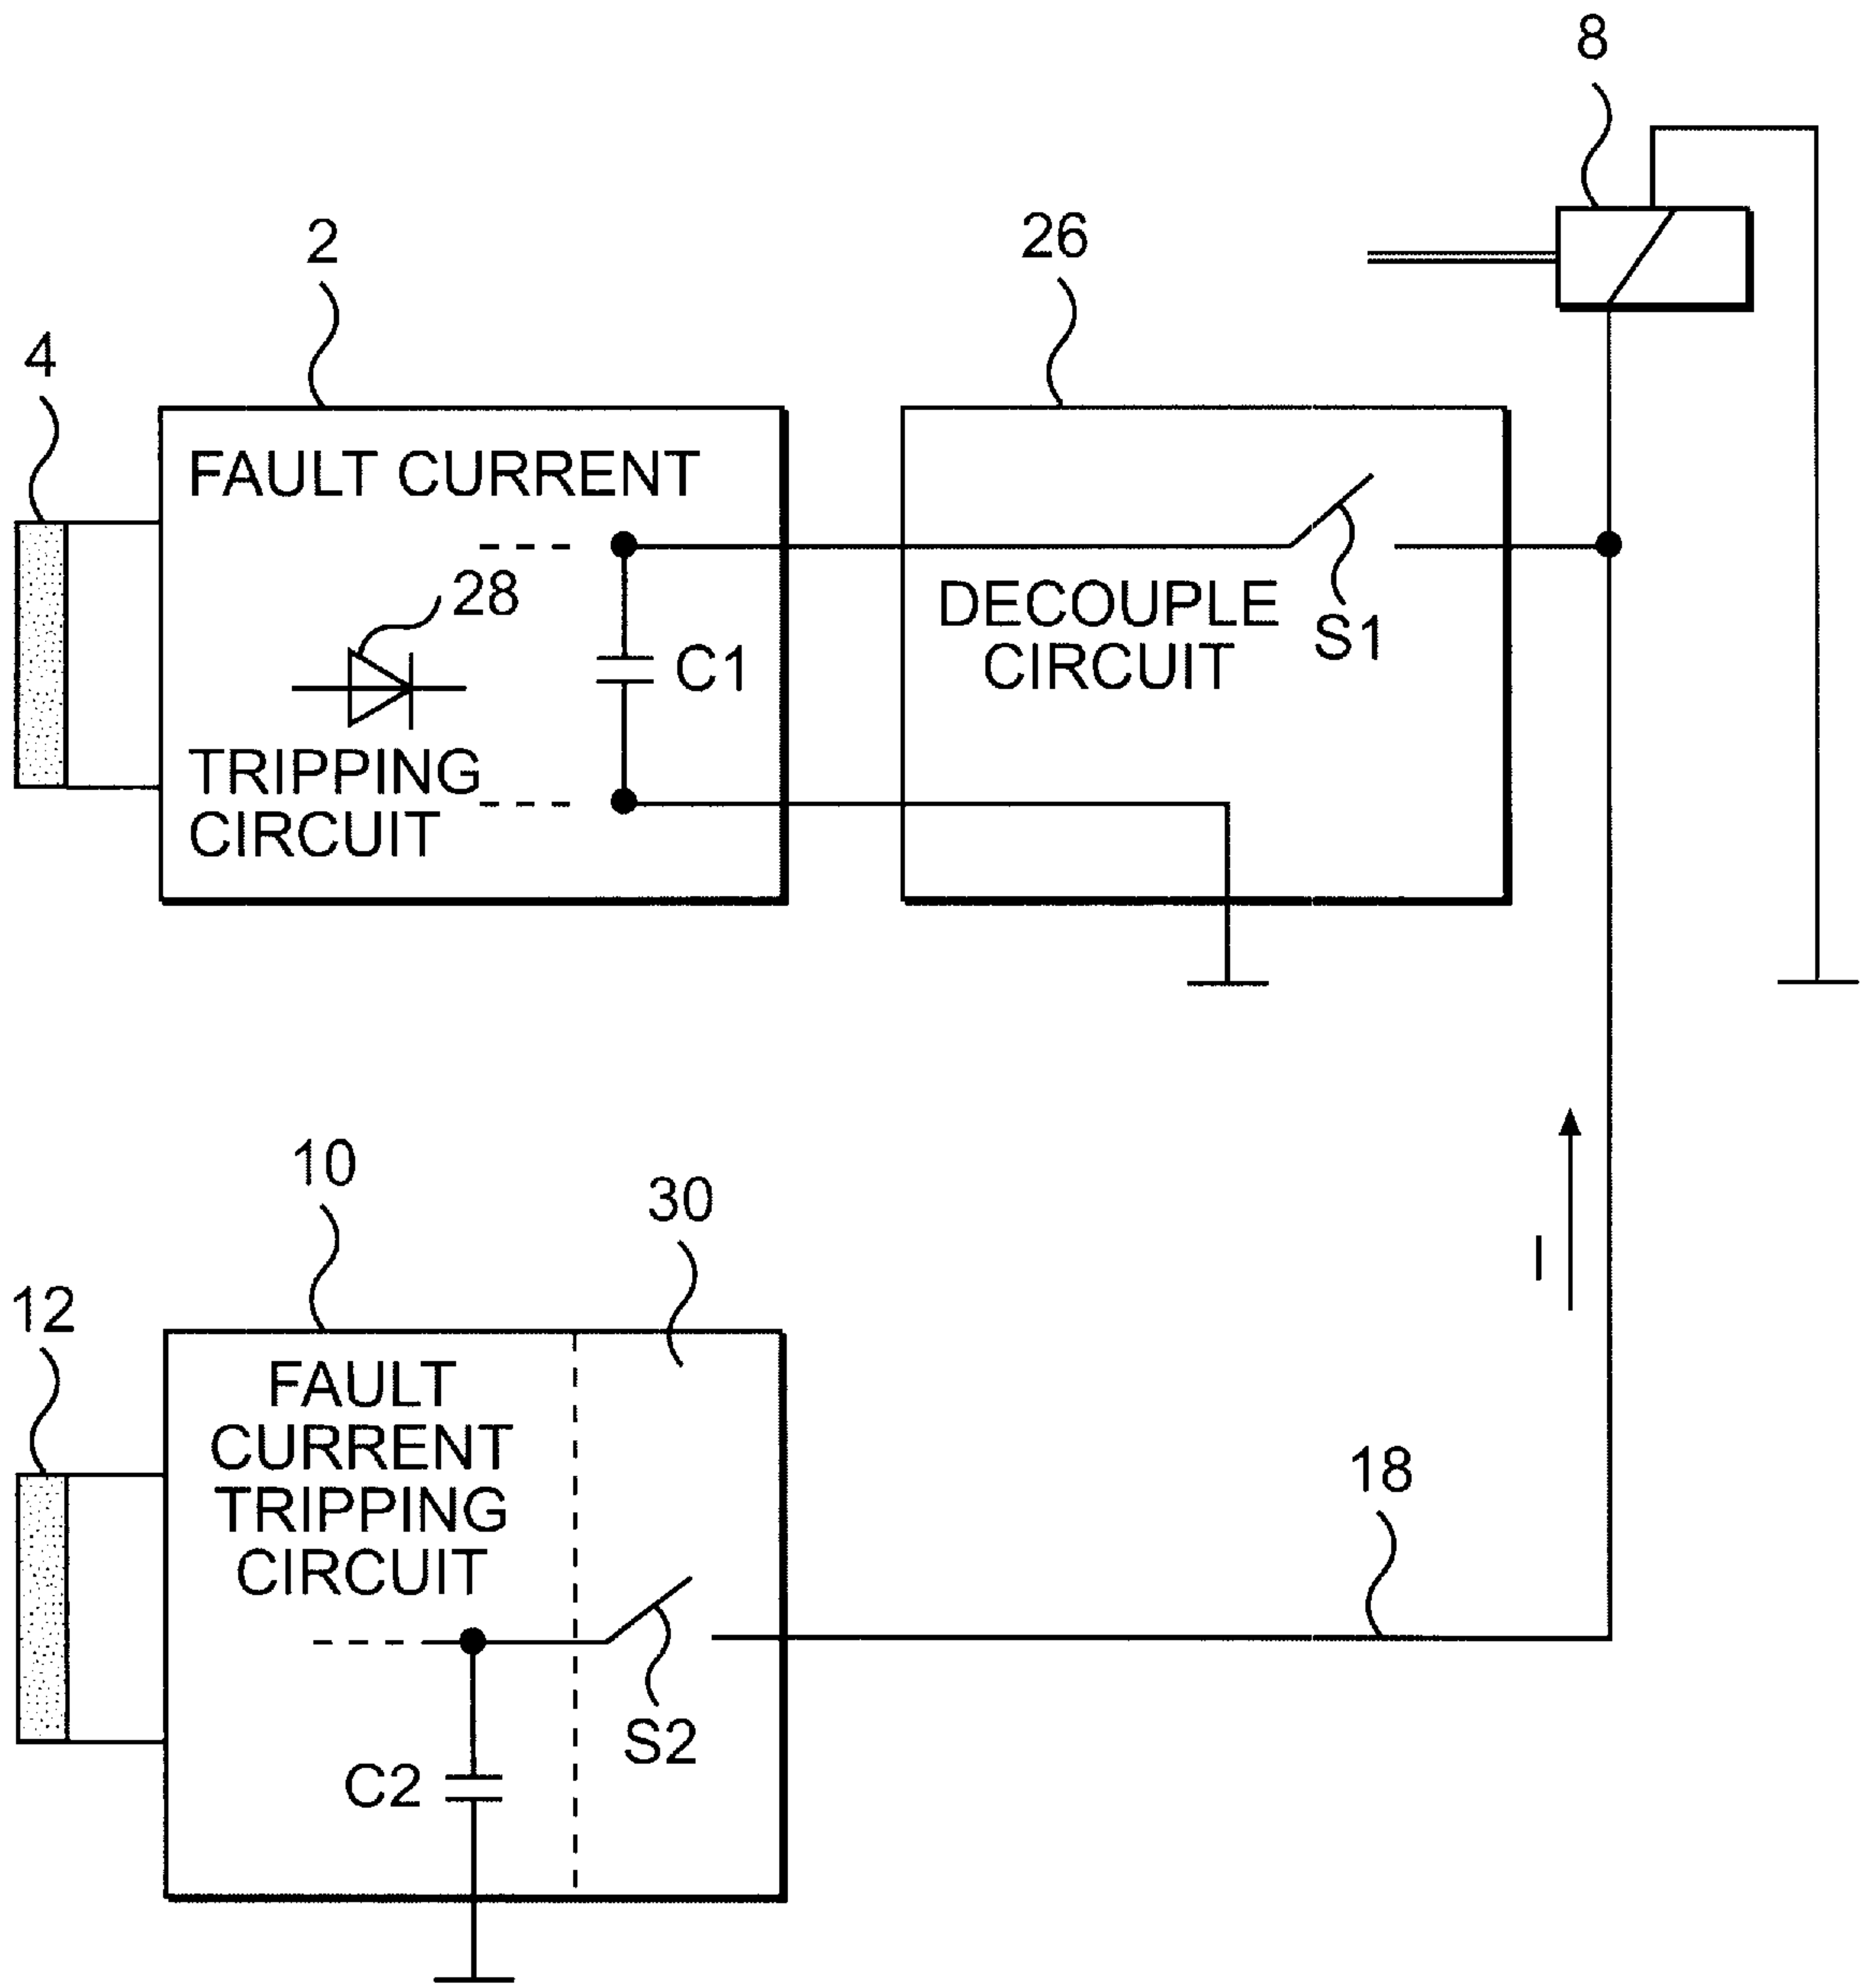 8
2
26
4
FAULT CURRENT
28
C1
TRIPPING
CIRCUIT
DECOUPLE
CIRCUIT
S1
10
30
I
12
FAULT
CURRENT
TRIPPING
CIRCUIT
18
S2
C2